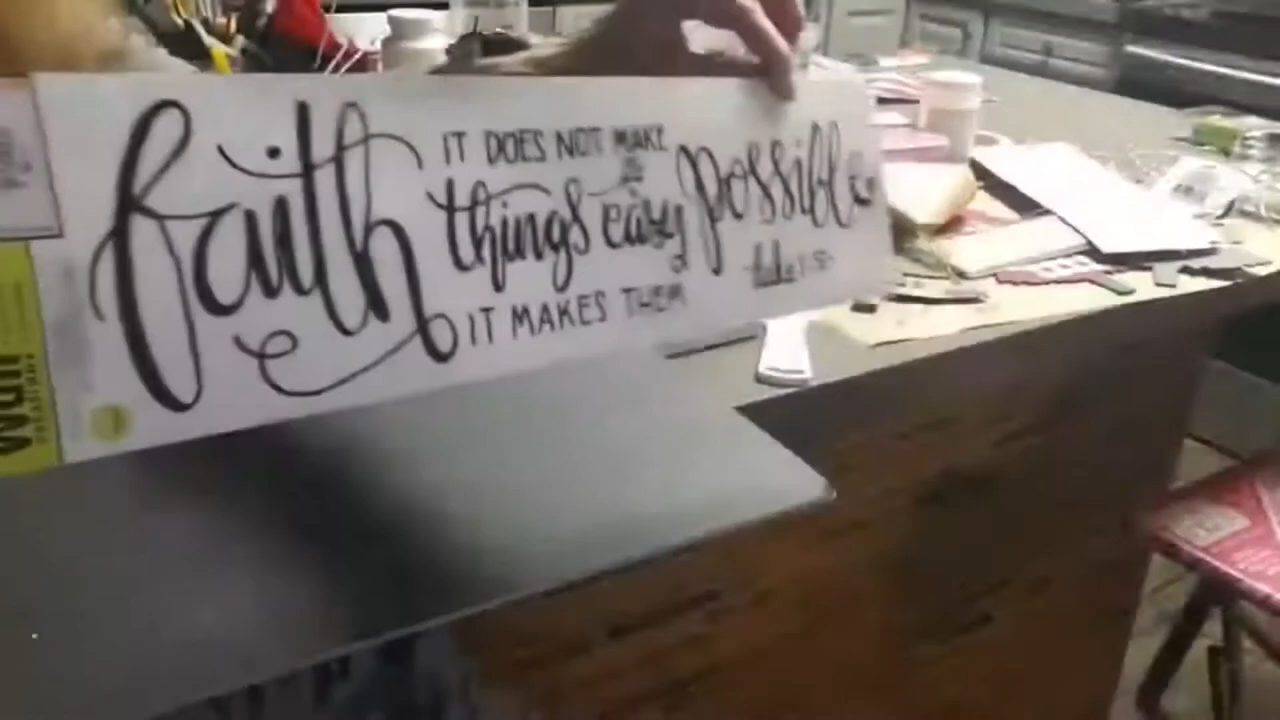 faith
IT DOES NOT MAKE
things easy
IT MAKES THEM
possible